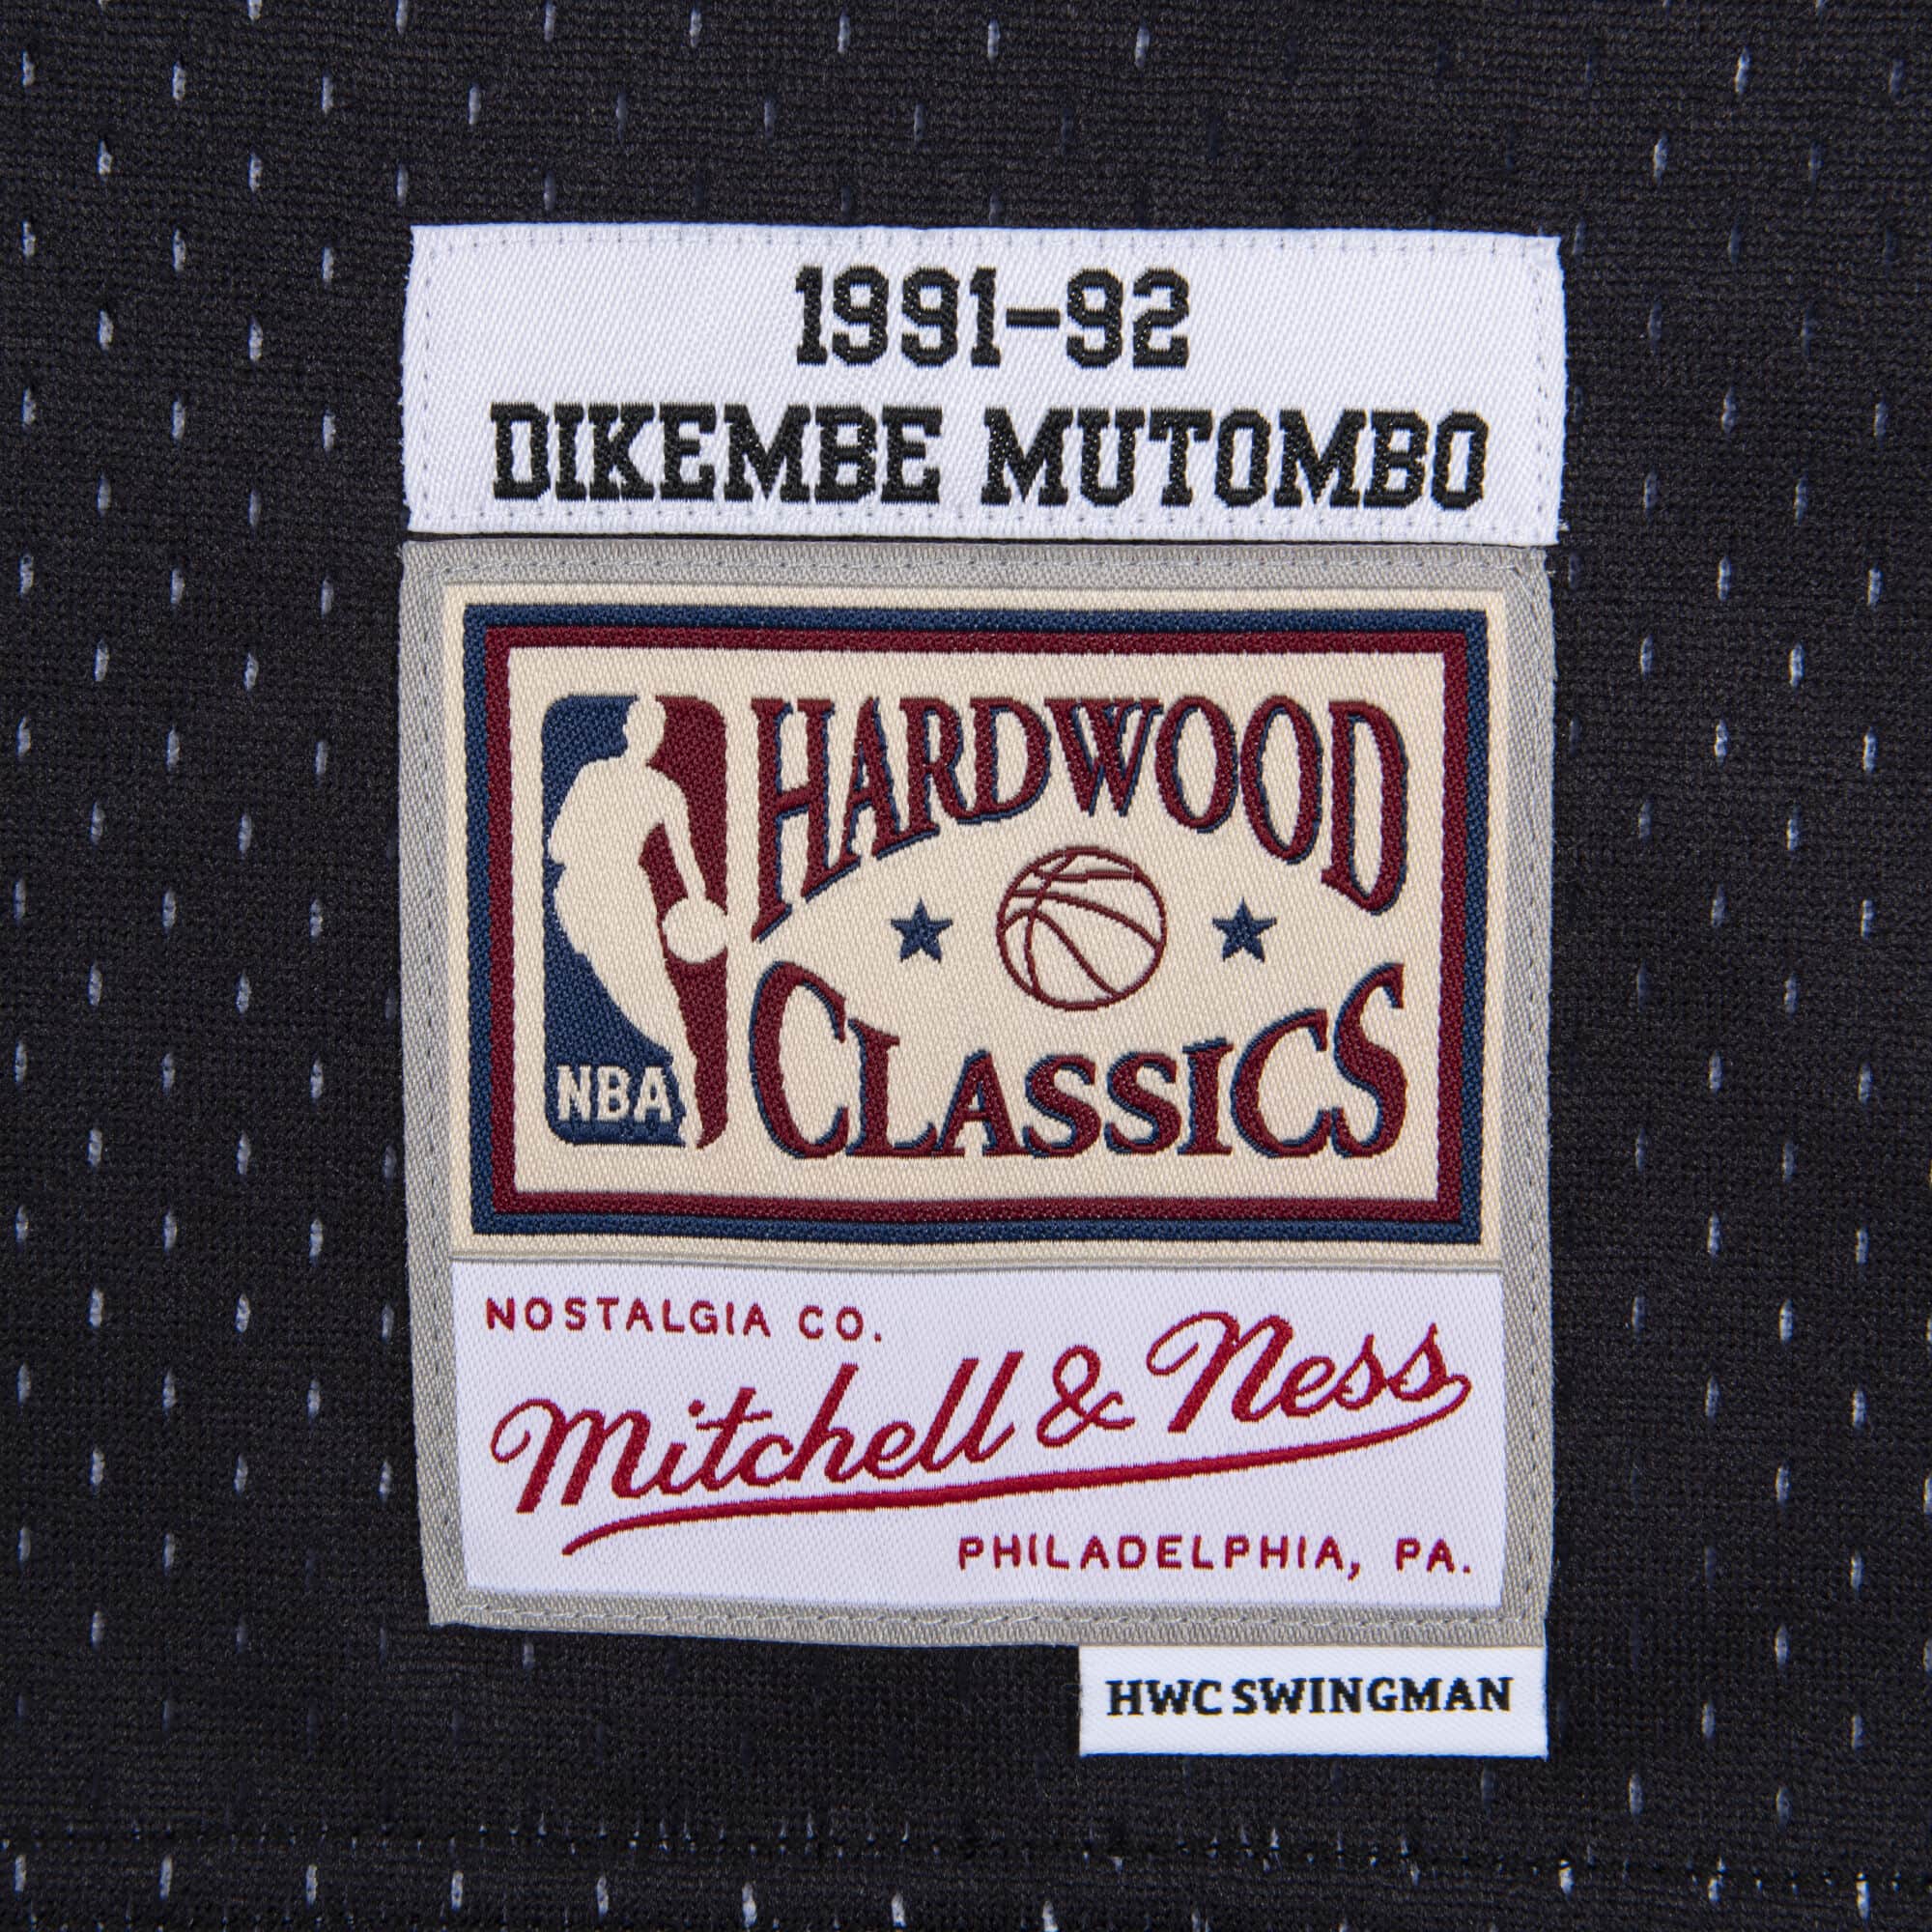 1991-92
DIKEMBE MUTOMBO
HARDWOOD
CLASSICS
NBA
NOSTALGIA CO.
Mitchell & Ness
PHILADELPHIA, PA.
HWC SWINGMAN